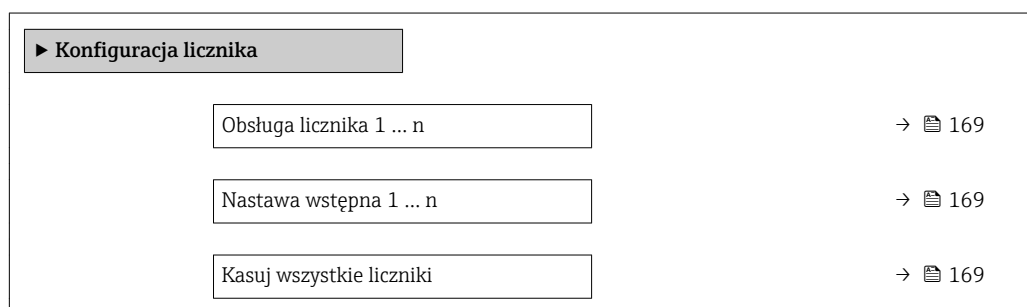 ▶ Konfiguracja licznika
Obsługa licznika 1 … n → 169
Nastawa wstępna 1 … n → 169
Kasuj wszystkie liczniki → 169